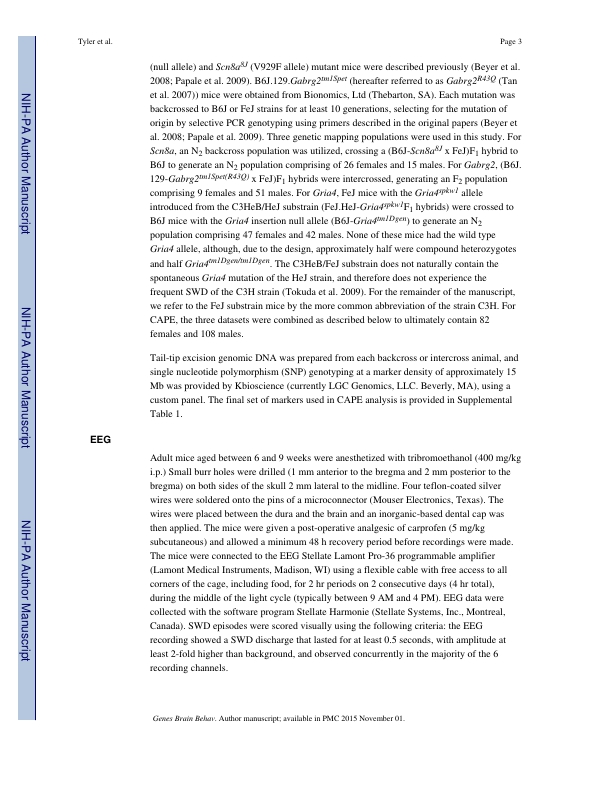 Tyler et al.
Page 3
(null allele) and Scn8a8J (V929F allele) mutant mice were described previously (Beyer et al.
2008; Papale et al. 2009). B6J.129.Gabrg2tm1Spet (hereafter referred to as Gabrg2R43Q (Tan
et al. 2007)) mice were obtained from Bionomics, Ltd (Thebarton, SA). Each mutation was
backcrossed to B6J or FeJ strains for at least 10 generations, selecting for the mutation of
origin by selective PCR genotyping using primers described in the original papers (Beyer et
al. 2008; Papale et al. 2009). Three genetic mapping populations were used in this study. For
Scn8a, an N2 backcross population was utilized, crossing a (B6J-Scn8a8J x FeJ)F1 hybrid to
B6J to generate an N2 population comprising of 26 females and 15 males. For Gabrg2, (B6J.
129-Gabrg2tm1Spet(R43Q) x FeJ)F1 hybrids were intercrossed, generating an F2 population
comprising 9 females and 51 males. For Gria4, FeJ mice with the Gria4spkw1 allele
introduced from the C3HeB/HeJ substrain (FeJ.HeJ-Gria4spkw1F1 hybrids) were crossed to
B6J mice with the Gria4 insertion null allele (B6J-Gria4tm1Dgen) to generate an N2
population comprising 47 females and 42 males. None of these mice had the wild type
Gria4 allele, although, due to the design, approximately half were compound heterozygotes
and half Gria4tm1Dgen/tm1Dgen. The C3HeB/FeJ substrain does not naturally contain the
spontaneous Gria4 mutation of the HeJ strain, and therefore does not experience the
frequent SWD of the C3H strain (Tokuda et al. 2009). For the remainder of the manuscript,
we refer to the FeJ substrain mice by the more common abbreviation of the strain C3H. For
CAPE, the three datasets were combined as described below to ultimately contain 82
females and 108 males.
Tail-tip excision genomic DNA was prepared from each backcross or intercross animal, and
single nucleotide polymorphism (SNP) genotyping at a marker density of approximately 15
Mb was provided by Kbioscience (currently LGC Genomics, LLC. Beverly, MA), using a
custom panel. The final set of markers used in CAPE analysis is provided in Supplemental
Table 1.
EEG
Adult mice aged between 6 and 9 weeks were anesthetized with tribromoethanol (400 mg/kg
i.p.) Small burr holes were drilled (1 mm anterior to the bregma and 2 mm posterior to the
bregma) on both sides of the skull 2 mm lateral to the midline. Four teflon-coated silver
wires were soldered onto the pins of a microconnector (Mouser Electronics, Texas). The
wires were placed between the dura and the brain and an inorganic-based dental cap was
then applied. The mice were given a post-operative analgesic of carprofen (5 mg/kg
subcutaneous) and allowed a minimum 48 h recovery period before recordings were made.
The mice were connected to the EEG Stellate Lamont Pro-36 programmable amplifier
(Lamont Medical Instruments, Madison, WI) using a flexible cable with free access to all
corners of the cage, including food, for 2 hr periods on 2 consecutive days (4 hr total),
during the middle of the light cycle (typically between 9 AM and 4 PM). EEG data were
collected with the software program Stellate Harmonie (Stellate Systems, Inc., Montreal,
Canada). SWD episodes were scored visually using the following criteria: the EEG
recording showed a SWD discharge that lasted for at least 0.5 seconds, with amplitude at
least 2-fold higher than background, and observed concurrently in the majority of the 6
recording channels.
Genes Brain Behav. Author manuscript; available in PMC 2015 November 01.
NIH-PA Author Manuscript
NIH-PA Author Manuscript
NIH-PA Author Manuscript